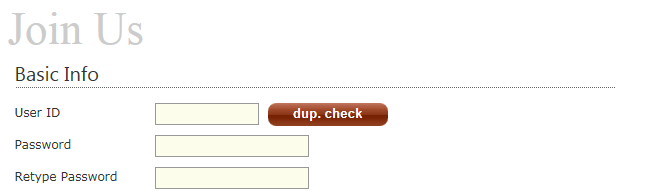 Join Us
Basic Info
User ID dup. check
Password
Retype Password